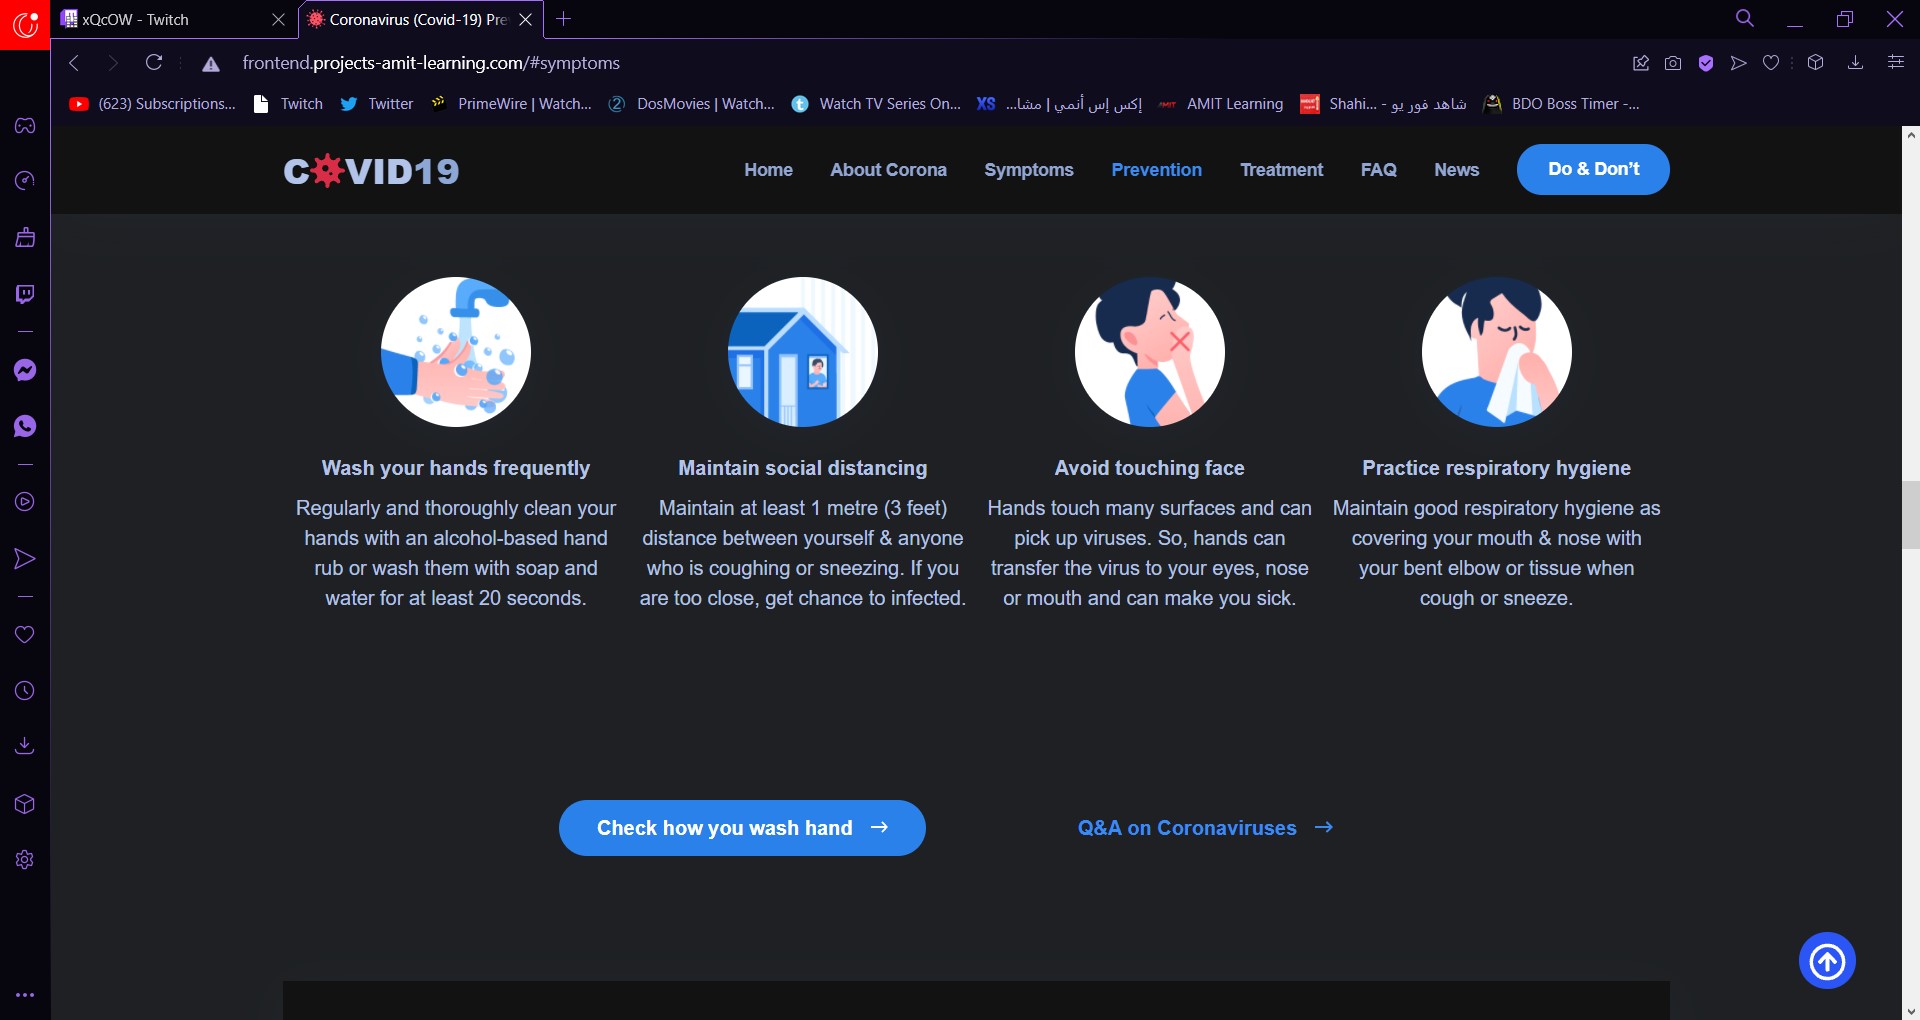 xQcOW - Twitch
Coronavirus (Covid-19) Pre
frontend.projects-amit-learning.com/#symptoms
(623) Subscriptions...
Twitch
Twitter
PrimeWire | Watch...
DosMovies | Watch...
Watch TV Series On...
XS إكس إس أنمي | مشا...
AMIT Learning
Shahi... - شاهد فور يو
BDO Boss Timer -...
COVID19
Home
About Corona
Symptoms
Prevention
Treatment
FAQ
News
Do & Don't
Wash your hands frequently
Regularly and thoroughly clean your
hands with an alcohol-based hand
rub or wash them with soap and
water for at least 20 seconds.
Maintain social distancing
Maintain at least 1 metre (3 feet)
distance between yourself & anyone
who is coughing or sneezing. If you
are too close, get chance to infected.
Avoid touching face
Hands touch many surfaces and can
pick up viruses. So, hands can
transfer the virus to your eyes, nose
or mouth and can make you sick.
Practice respiratory hygiene
Maintain good respiratory hygiene as
covering your mouth & nose with
your bent elbow or tissue when
cough or sneeze.
Check how you wash hand →
Q&A on Coronaviruses →